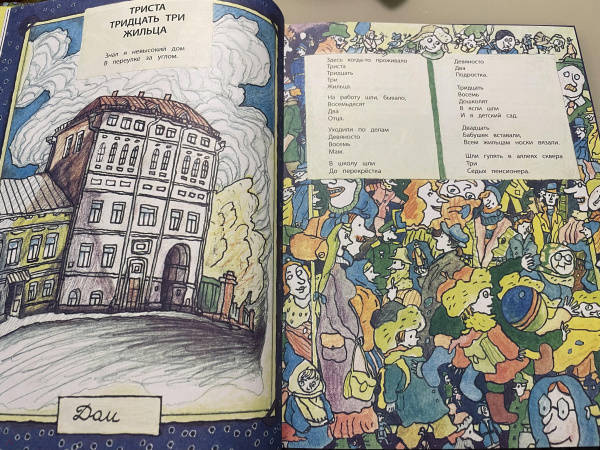 ТРИСТА
ТРИДЦАТЬ ТРИ
ЖИЛЬЦА
Знал я невысокий дом
В переулке за углом.
Дом
Здесь когда-то проживало
Триста
Тридцать
Три
Жильца.
На работу шли, бывало,
Восемьдесят
Два
Отца.
Уходили по делам
Девяносто
Восемь
Мам.
В школу шли
До перекрёстка
Девяносто
Два
Подростка.
Тридцать
Восемь
Дошколят
В ясли шли
И в детский сад.
Двадцать
Бабушек вставали,
Всем жильцам носки вязали.
Шли гулять в аллеях сквера
Три
Седых пенсионера.